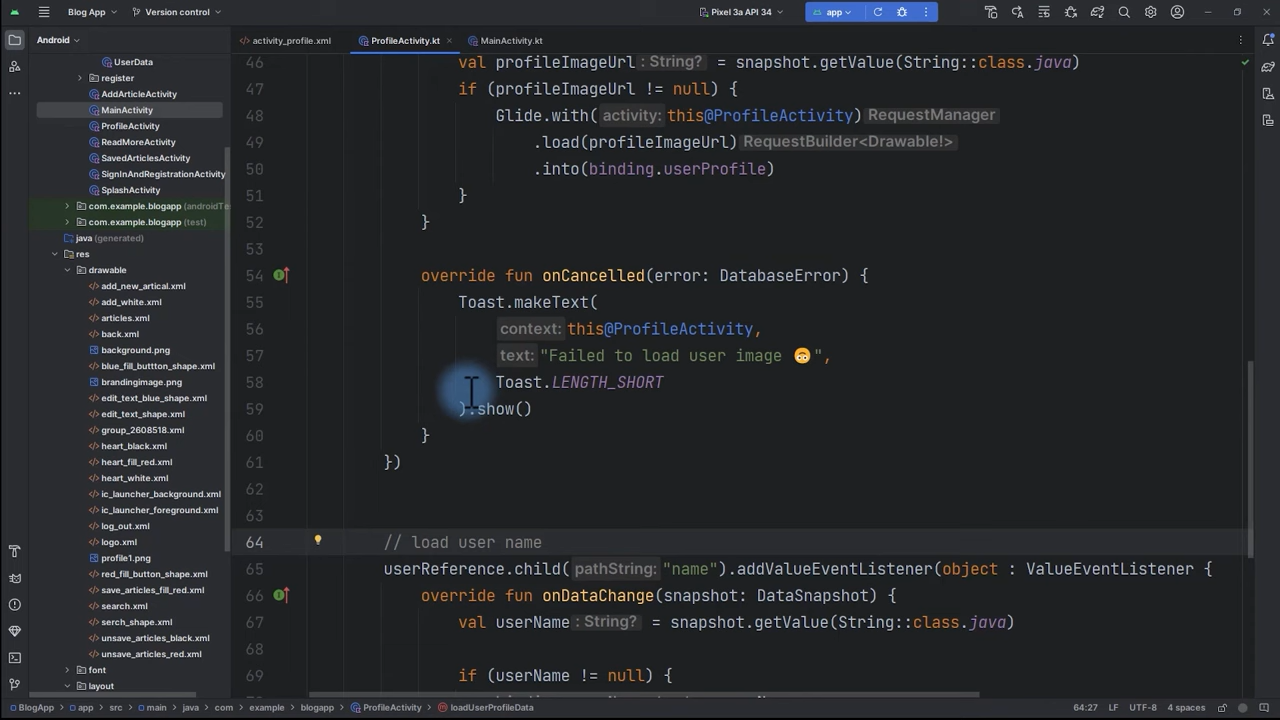 Blog App
Version control
Pixel 3a API 34
app
Android
activity_profile.xml
ProfileActivity.kt
MainActivity.kt
UserData
register
AddArticleActivity
MainActivity
ProfileActivity
ReadMoreActivity
SavedArticlesActivity
SignInAndRegistrationActivity
SplashActivity
com.example.blogapp (androidTe
com.example.blogapp (test)
java (generated)
res
drawable
add_new_artical.xml
add_white.xml
articles.xml
back.xml
background.png
blue_fill_buttton_shape.xml
brandingimage.png
edit_text_blue_shape.xml
edit_text_shape.xml
group_2608518.xml
heart_black.xml
heart_fill_red.xml
heart_white.xml
ic_launcher_background.xml
ic_launcher_foreground.xml
log_out.xml
logo.xml
profile1.png
red_fill_button_shape.xml
save_articles_fill_red.xml
search.xml
serch_shape.xml
unsave_articles_black.xml
unsave_articles_red.xml
font
layout
46 val profileImageUrl : String? = snapshot.getValue(String::class.java)
47 if (profileImageUrl != null) {
48 Glide.with( activity: this@ProfileActivity) RequestManager
49 .load(profileImageUrl) RequestBuilder<Drawable!>
50 .into(binding.userProfile)
51 }
52 }
53
54 override fun onCancelled(error: DatabaseError) {
55 Toast.makeText(
56 context: this@ProfileActivity,
57 text: "Failed to load user image 😳",
58 Toast.LENGTH_SHORT
59 ).show()
60 }
61 })
62
63
64 // load user name
65 userReference.child( pathString: "name").addValueEventListener(object : ValueEventListener {
66 override fun onDataChange(snapshot: DataSnapshot) {
67 val userName : String? = snapshot.getValue(String::class.java)
68
69 if (userName != null) {
BlogApp > app > src > main > java > com > example > blogapp > ProfileActivity > loadUserProfileData
64:27 LF UTF-8 4 spaces